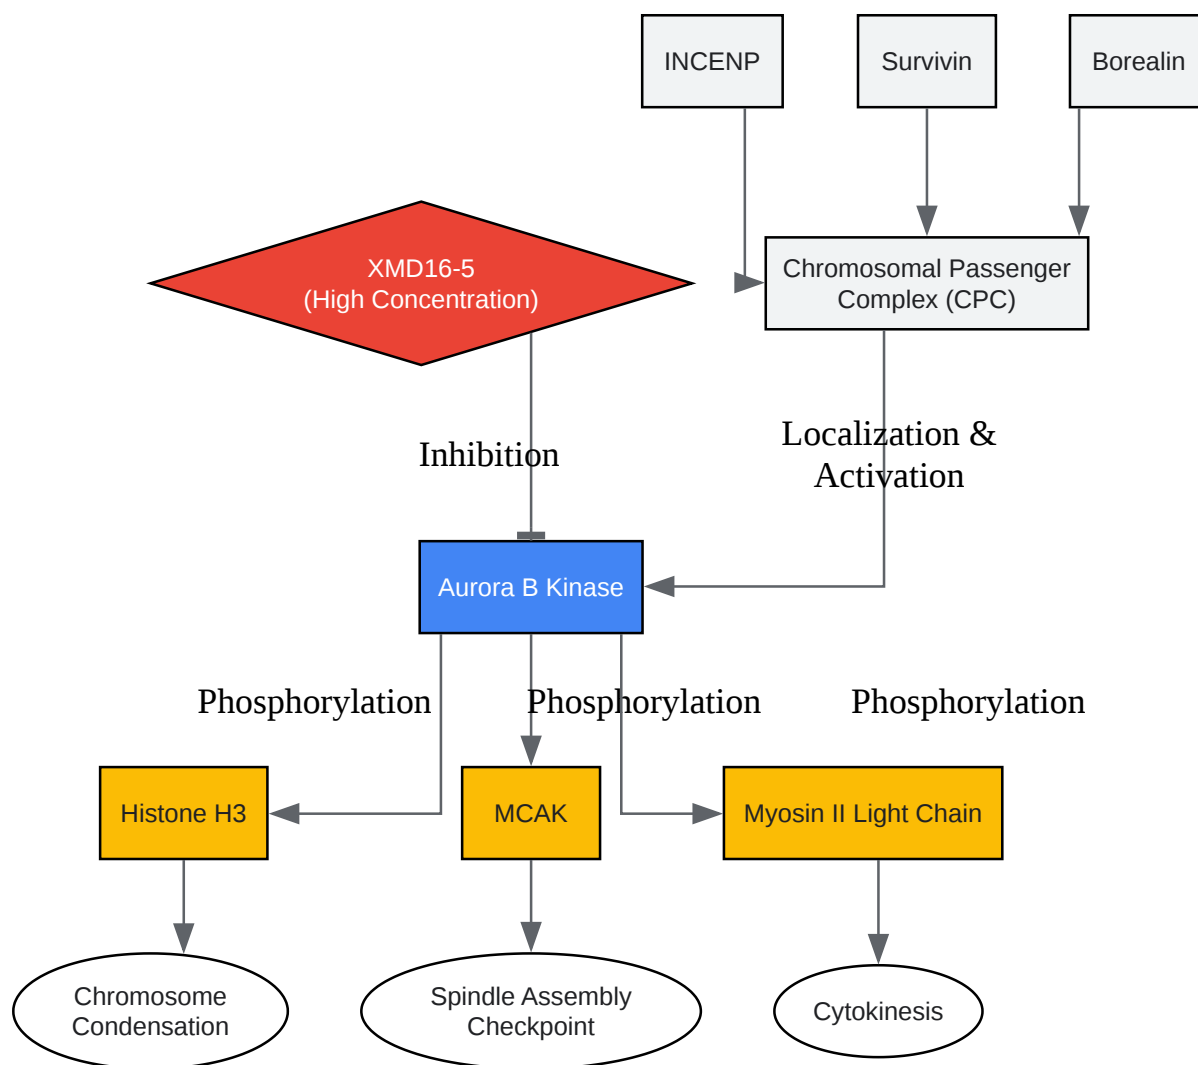 INCENP
Survivin
Borealin
XMD16-5
(High Concentration)
Chromosomal Passenger
Complex (CPC)
Inhibition
Localization &
Activation
Aurora B Kinase
Phosphorylation
Phosphorylation
Phosphorylation
Histone H3
MCAK
Myosin II Light Chain
Chromosome
Condensation
Spindle Assembly
Checkpoint
Cytokinesis